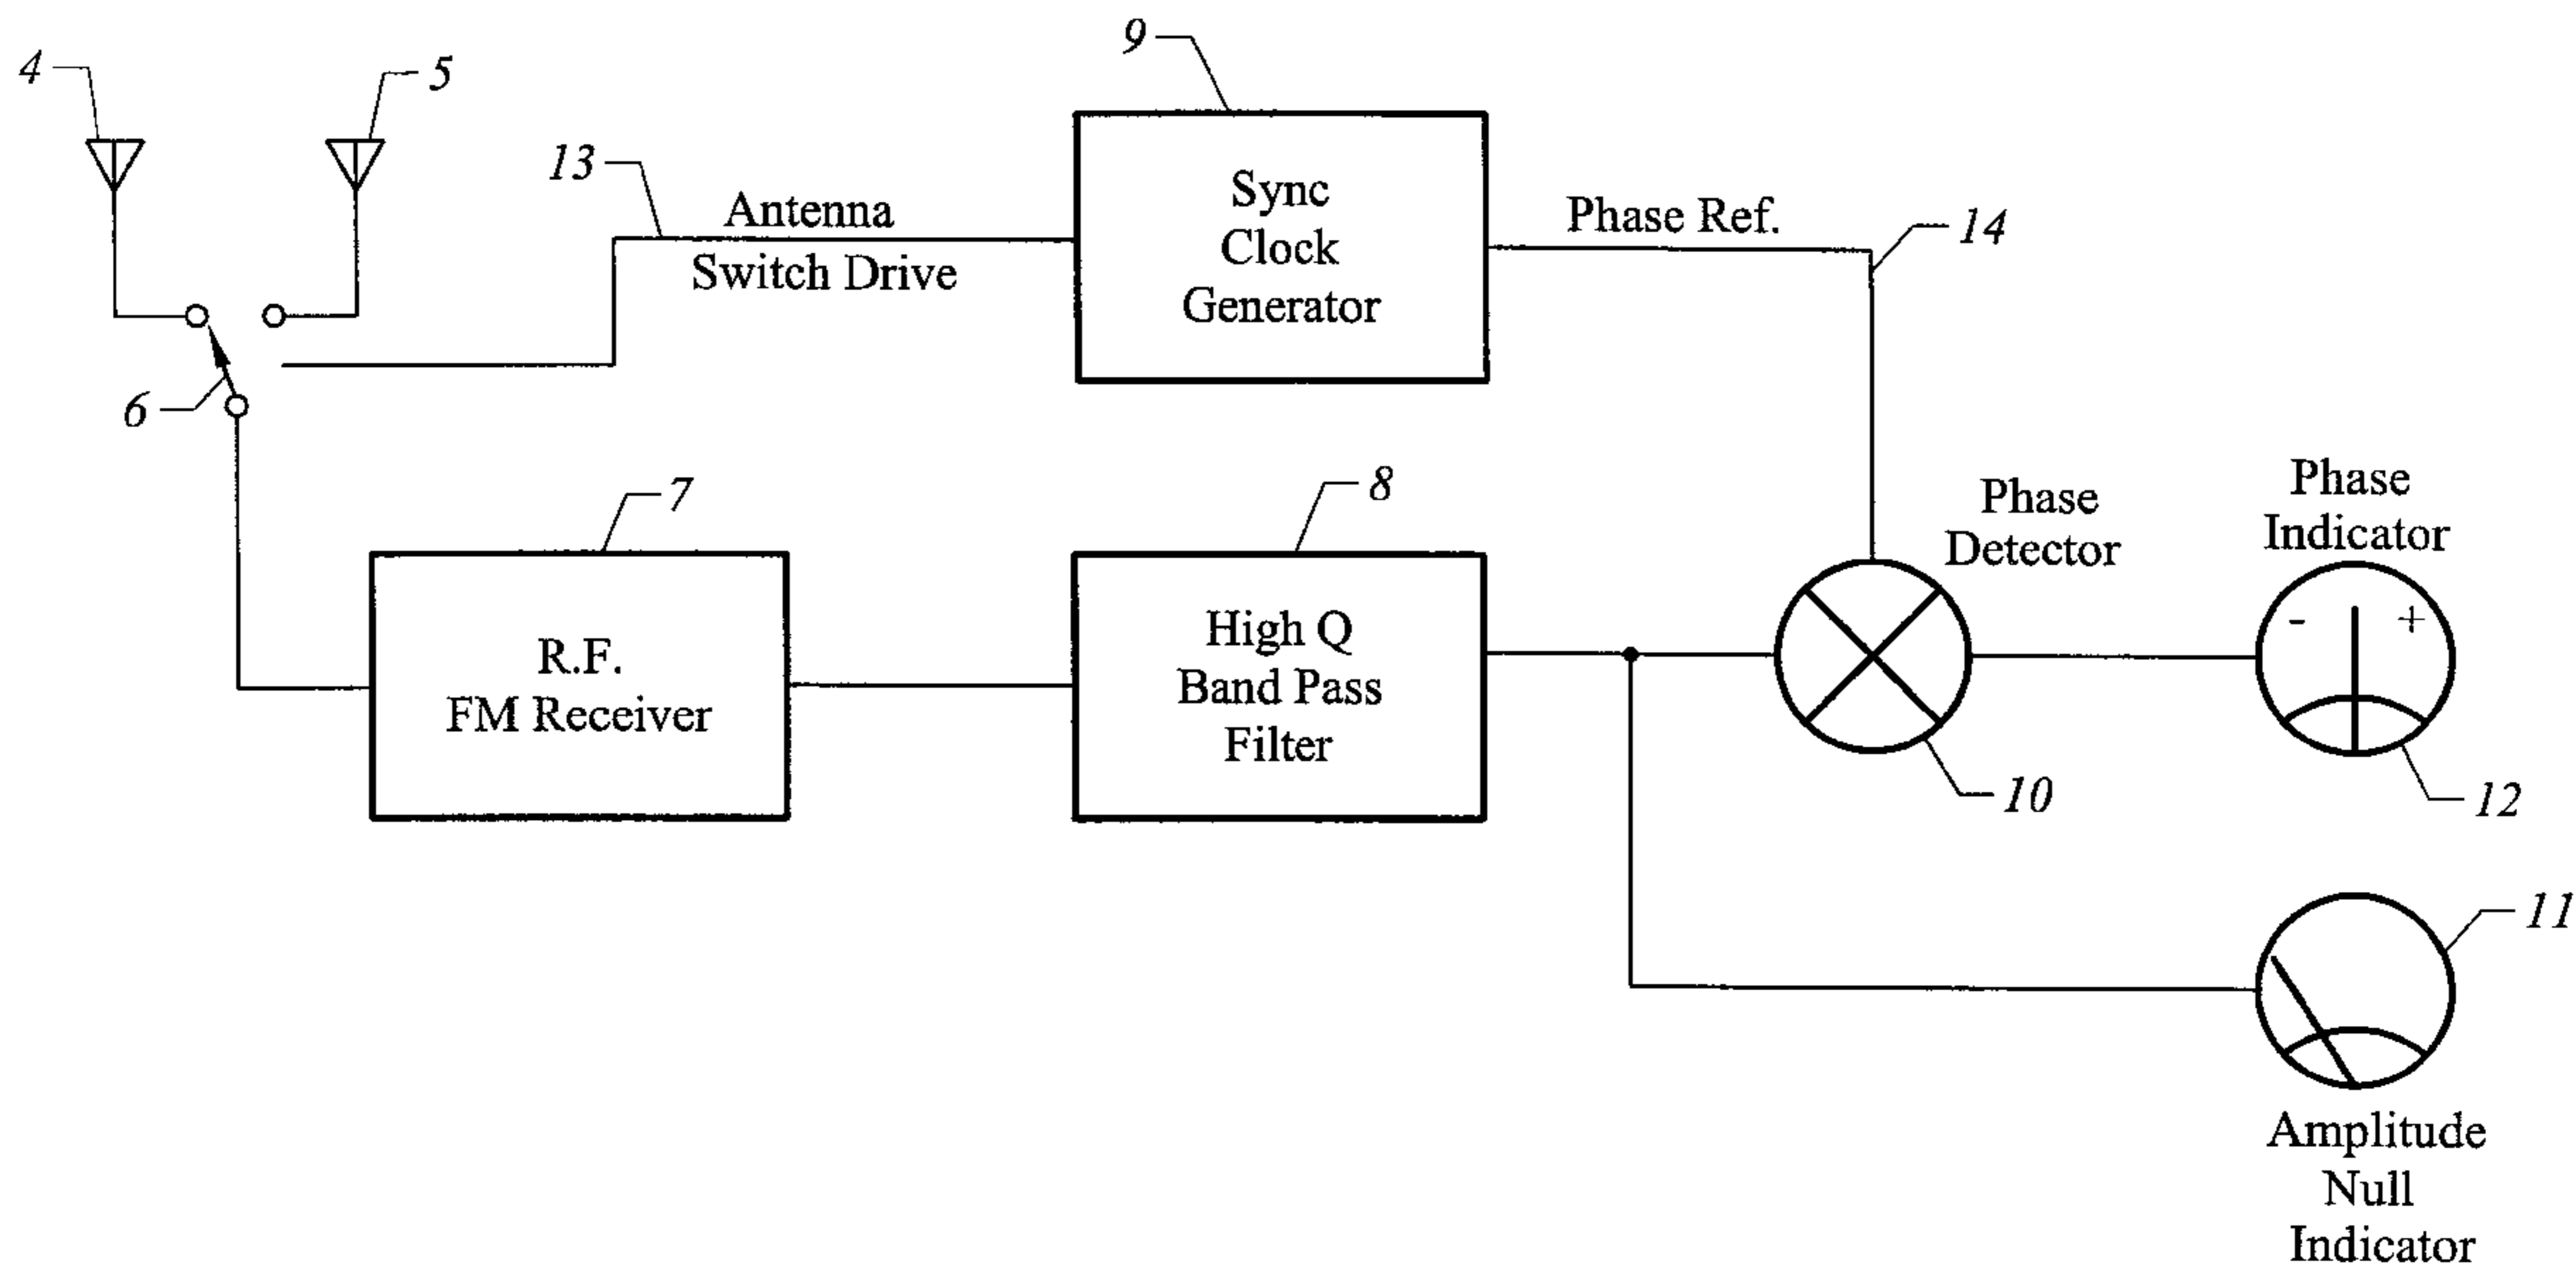 9
4
5
13
Antenna
Switch Drive
Sync
Clock
Generator
Phase Ref.
14
6
7
8
Phase
Detector
Phase
Indicator
- +
R.F.
FM Receiver
High Q
Band Pass
Filter
10
12
11
Amplitude
Null
Indicator